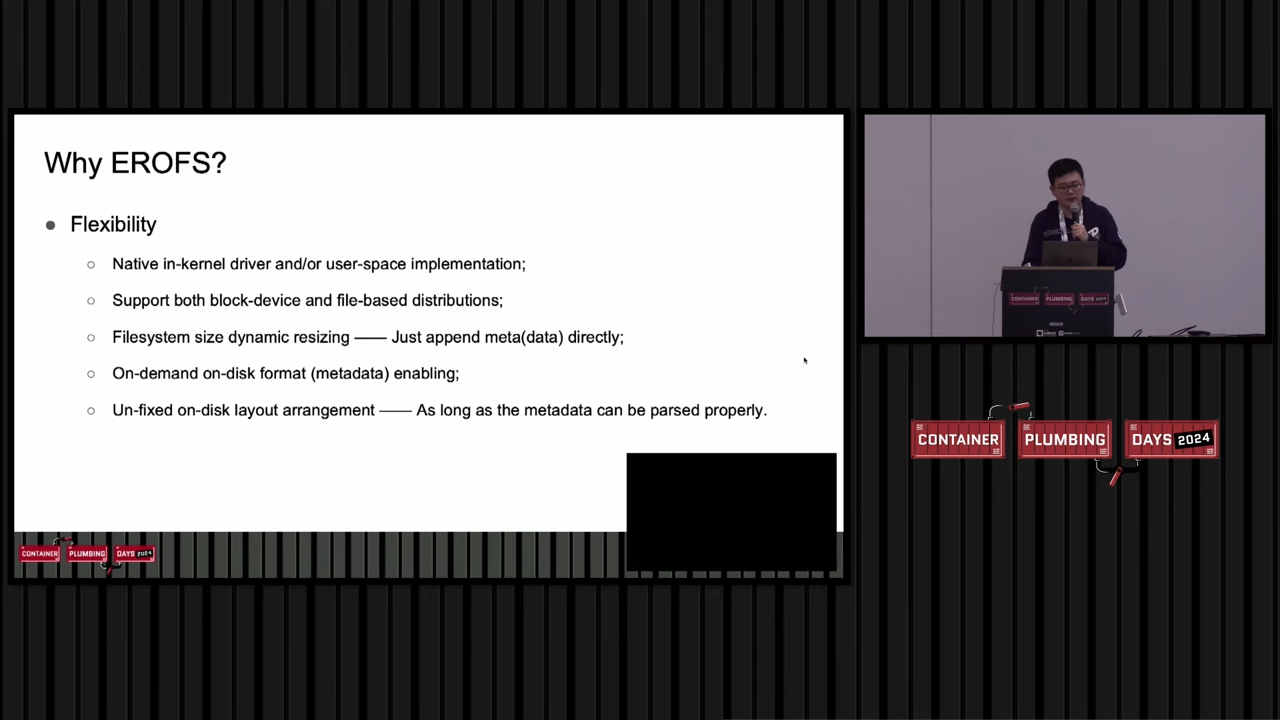 Why EROFS?
● Flexibility
○ Native in-kernel driver and/or user-space implementation;
○ Support both block-device and file-based distributions;
○ Filesystem size dynamic resizing —— Just append meta(data) directly;
○ On-demand on-disk format (metadata) enabling;
○ Un-fixed on-disk layout arrangement —— As long as the metadata can be parsed properly.
CONTAINER PLUMBING DAYS 2024
CONTAINER PLUMBING DAYS 2024
CONTAINER PLUMBING DAYS 2024